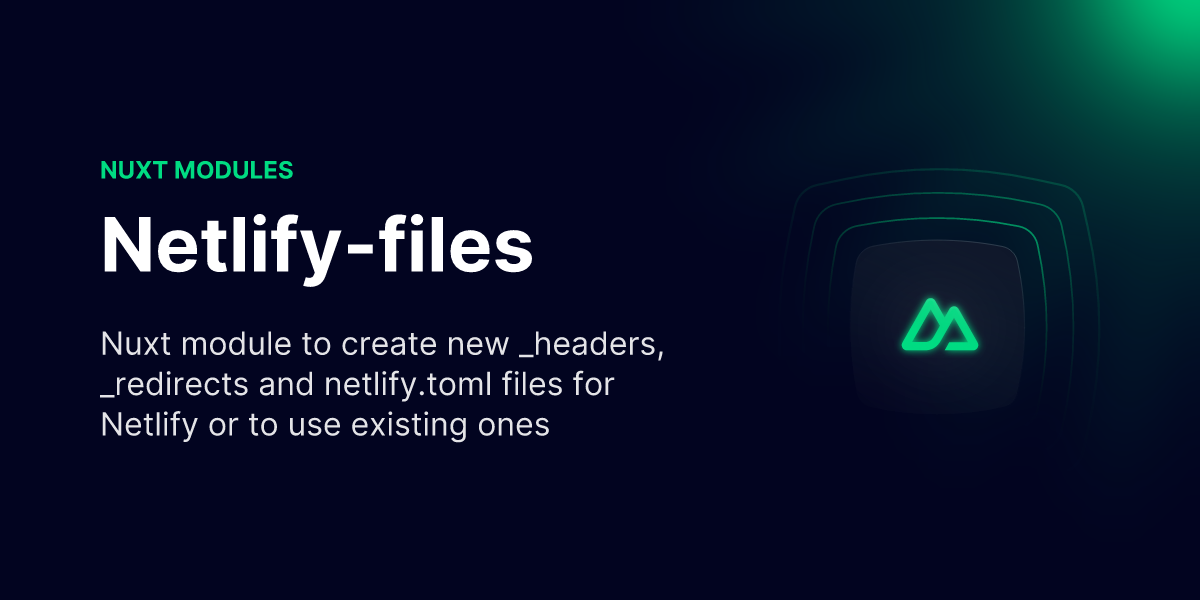 NUXT MODULES
Netlify-files
Nuxt module to create new _headers,
_redirects and netlify.toml files for
Netlify or to use existing ones